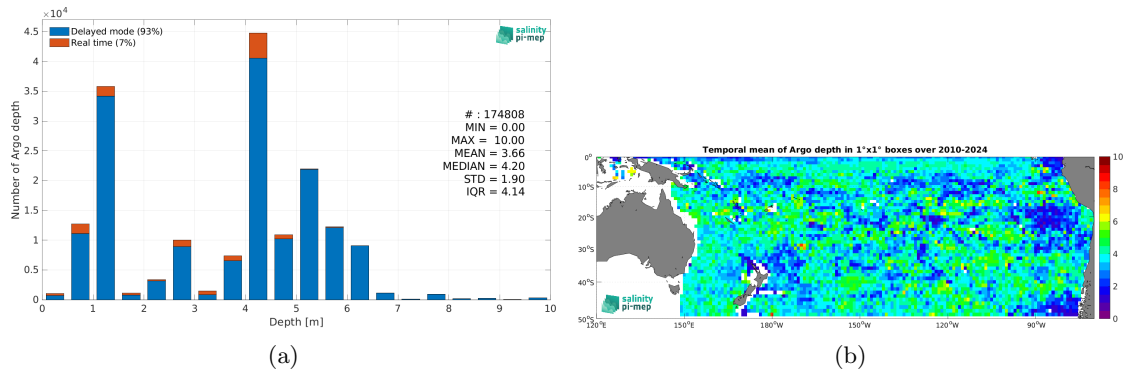 ×10⁴
Delayed mode (93%)
Real time (7%)
salinity
pi-mep
4.5
4
3.5
3
2.5
2
1.5
1
0.5
0
Number of Argo depth
# : 174808
MIN = 0.00
MAX = 10.00
MEAN = 3.66
MEDIAN = 4.20
STD = 1.90
IQR = 4.14
0 1 2 3 4 5 6 7 8 9 10
Depth [m]
(a)
Temporal mean of Argo depth in 1°x1° boxes over 2010-2024
0°
10°S
20°S
30°S
40°S
50°S
salinity
pi-mep
120°E 150°E 180°W 150°W 120°W 90°W
10
8
6
4
2
0
(b)